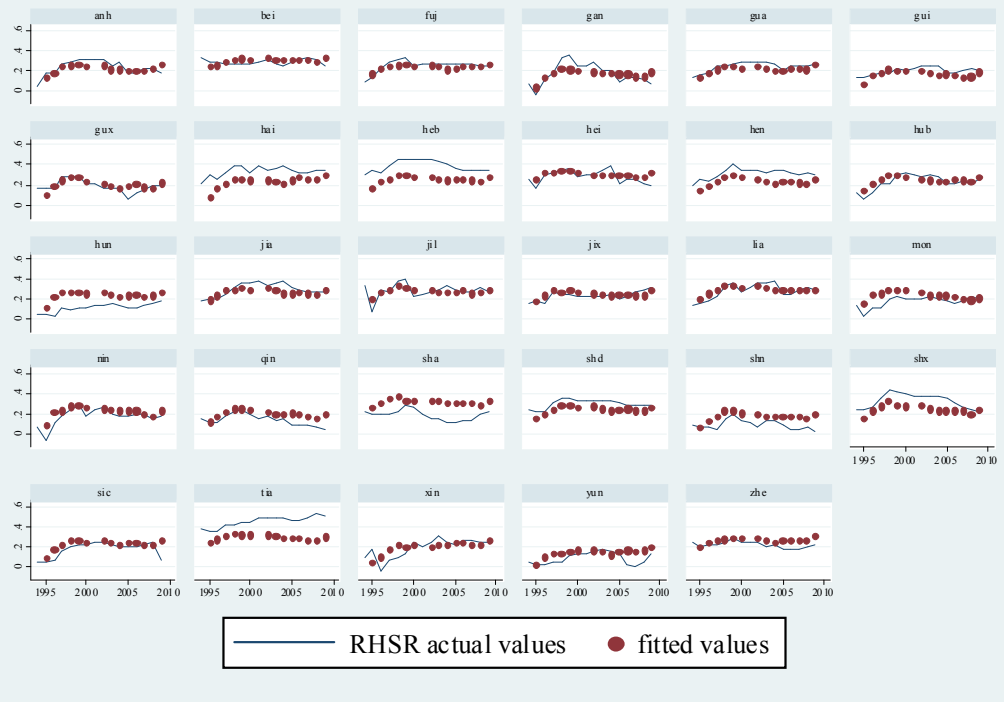 anh bei fuj gan gua gui
.6
.4
.2
0
gux hai heb hei hen hub
.6
.4
.2
0
hun jia jil jix lia mon
.6
.4
.2
0
nin qin sha shd shn shx
.6
.4
.2
0
1995 2000 2005 2010
sic tia xin yun zhe
.6
.4
.2
0
1995 2000 2005 2010 1995 2000 2005 2010 1995 2000 2005 2010 1995 2000 2005 2010 1995 2000 2005 2010
RHSR actual values fitted values